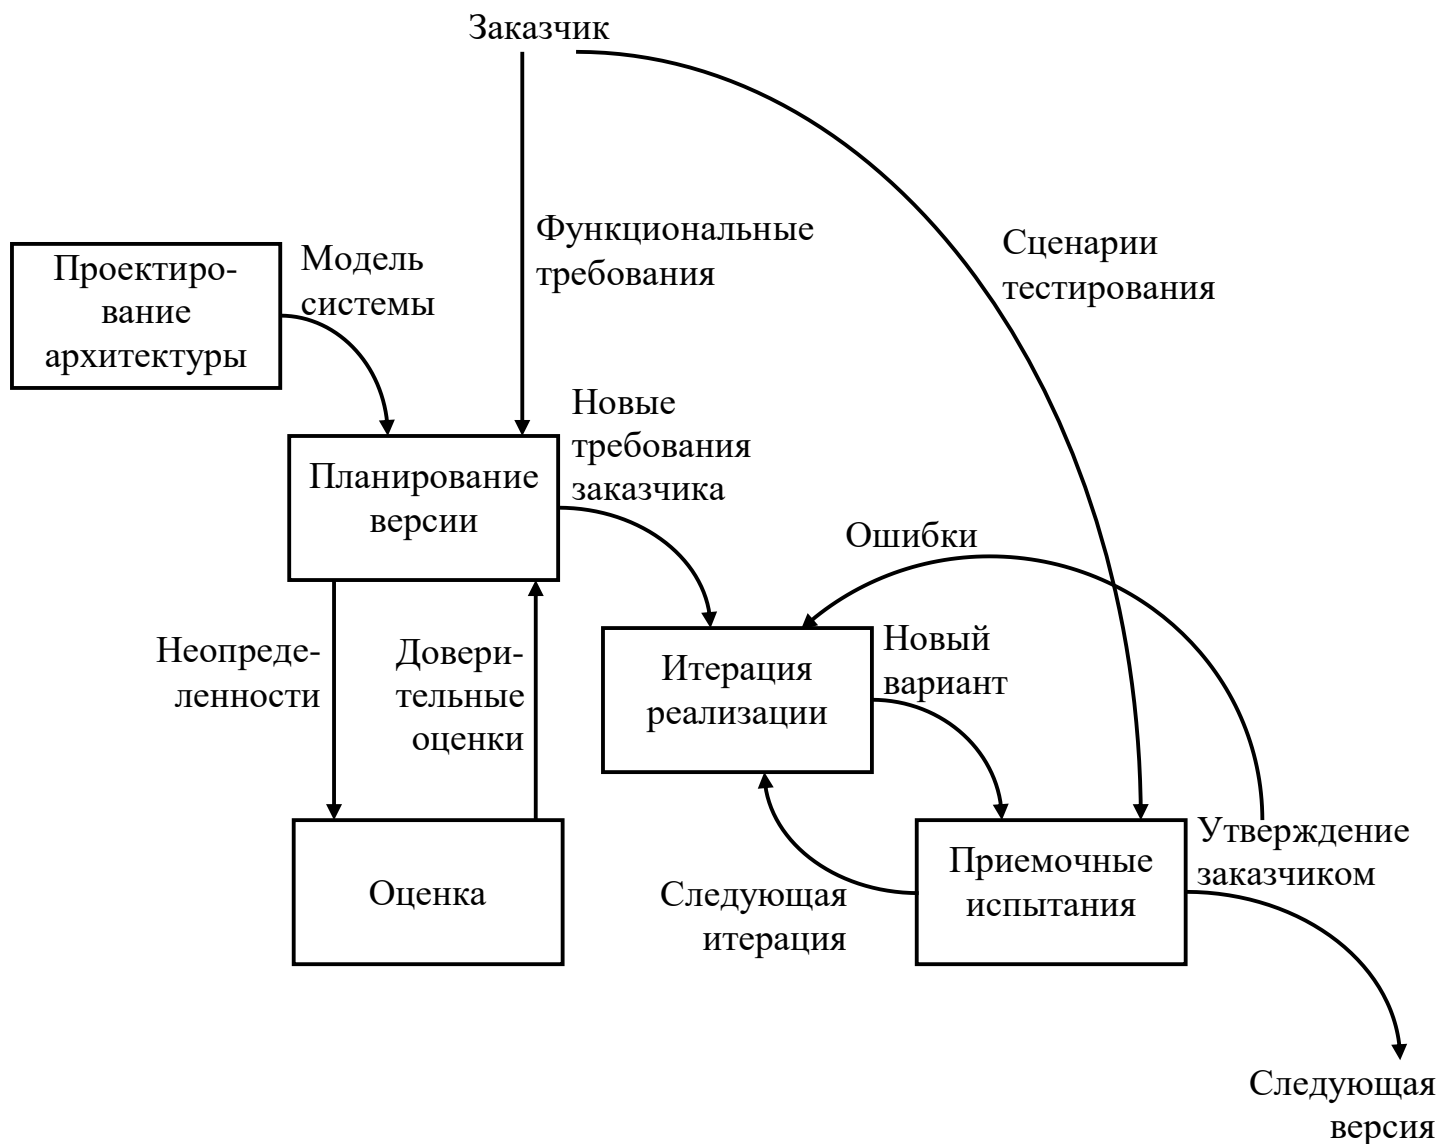 Заказчик
Функциональные
требования
Сценарии
тестирования
Проектиро-
вание
архитектуры
Модель
системы
Новые
требования
заказчика
Планирование
версии
Ошибки
Неопреде-
ленности
Довери-
тельные
оценки
Итерация
реализации
Новый
вариант
Оценка
Следующая
итерация
Приемочные
испытания
Утверждение
заказчиком
Следующая
версия